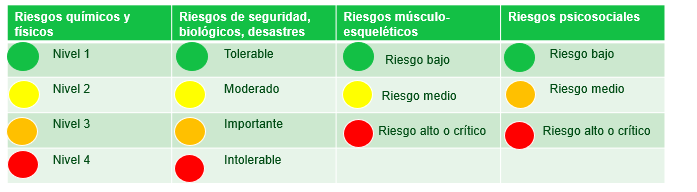 Riesgos químicos y físicos
Riesgos de seguridad, biológicos, desastres
Riesgos músculo-esqueléticos
Riesgos psicosociales
Nivel 1
Tolerable
Riesgo bajo
Riesgo bajo
Nivel 2
Moderado
Riesgo medio
Riesgo medio
Nivel 3
Importante
Riesgo alto o crítico
Riesgo alto o crítico
Nivel 4
Intolerable